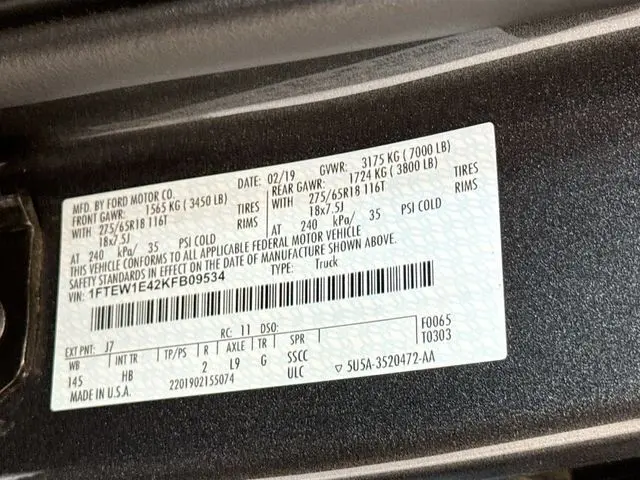 MFD. BY FORD MOTOR CO.
DATE: 02/19 GVWR: 3175 KG ( 7000 LB)
FRONT GAWR: 1565 KG ( 3450 LB) REAR GAWR: 1724 KG ( 3800 LB)
WITH 275/65R18 116T TIRES WITH 275/65R18 116T TIRES
18x7.5J RIMS 18x7.5J RIMS
AT 240 kPa/ 35 PSI COLD AT 240 kPa/ 35 PSI COLD
THIS VEHICLE CONFORMS TO ALL APPLICABLE FEDERAL MOTOR VEHICLE
SAFETY STANDARDS IN EFFECT ON THE DATE OF MANUFACTURE SHOWN ABOVE.
VIN: 1FTEW1E42KFB09534 TYPE: Truck
EXT PNT: J7 RC: 11 DSO: F0065
WB INT TR TP/PS R AXLE TR SPR T0303
145 HB 2 L9 G SSCC
MADE IN U.S.A. 2201902155074 ULC ▽ 5U5A-3520472-AA